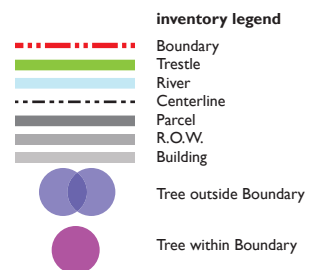 inventory legend
Boundary
Trestle
River
Centerline
Parcel
R.O.W.
Building
Tree outside Boundary
Tree within Boundary